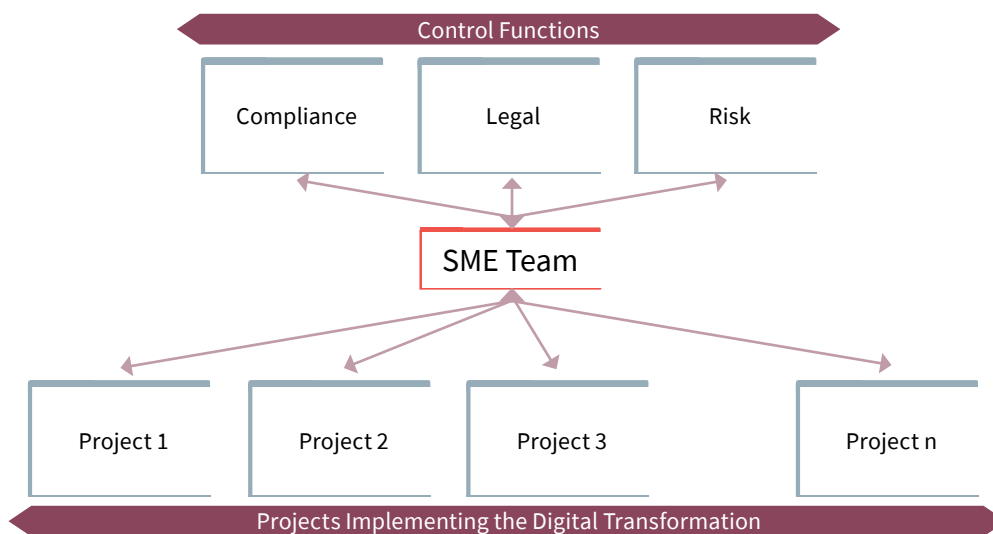 Control Functions
Compliance
Legal
Risk
SME Team
Project 1
Project 2
Project 3
Project n
Projects Implementing the Digital Transformation